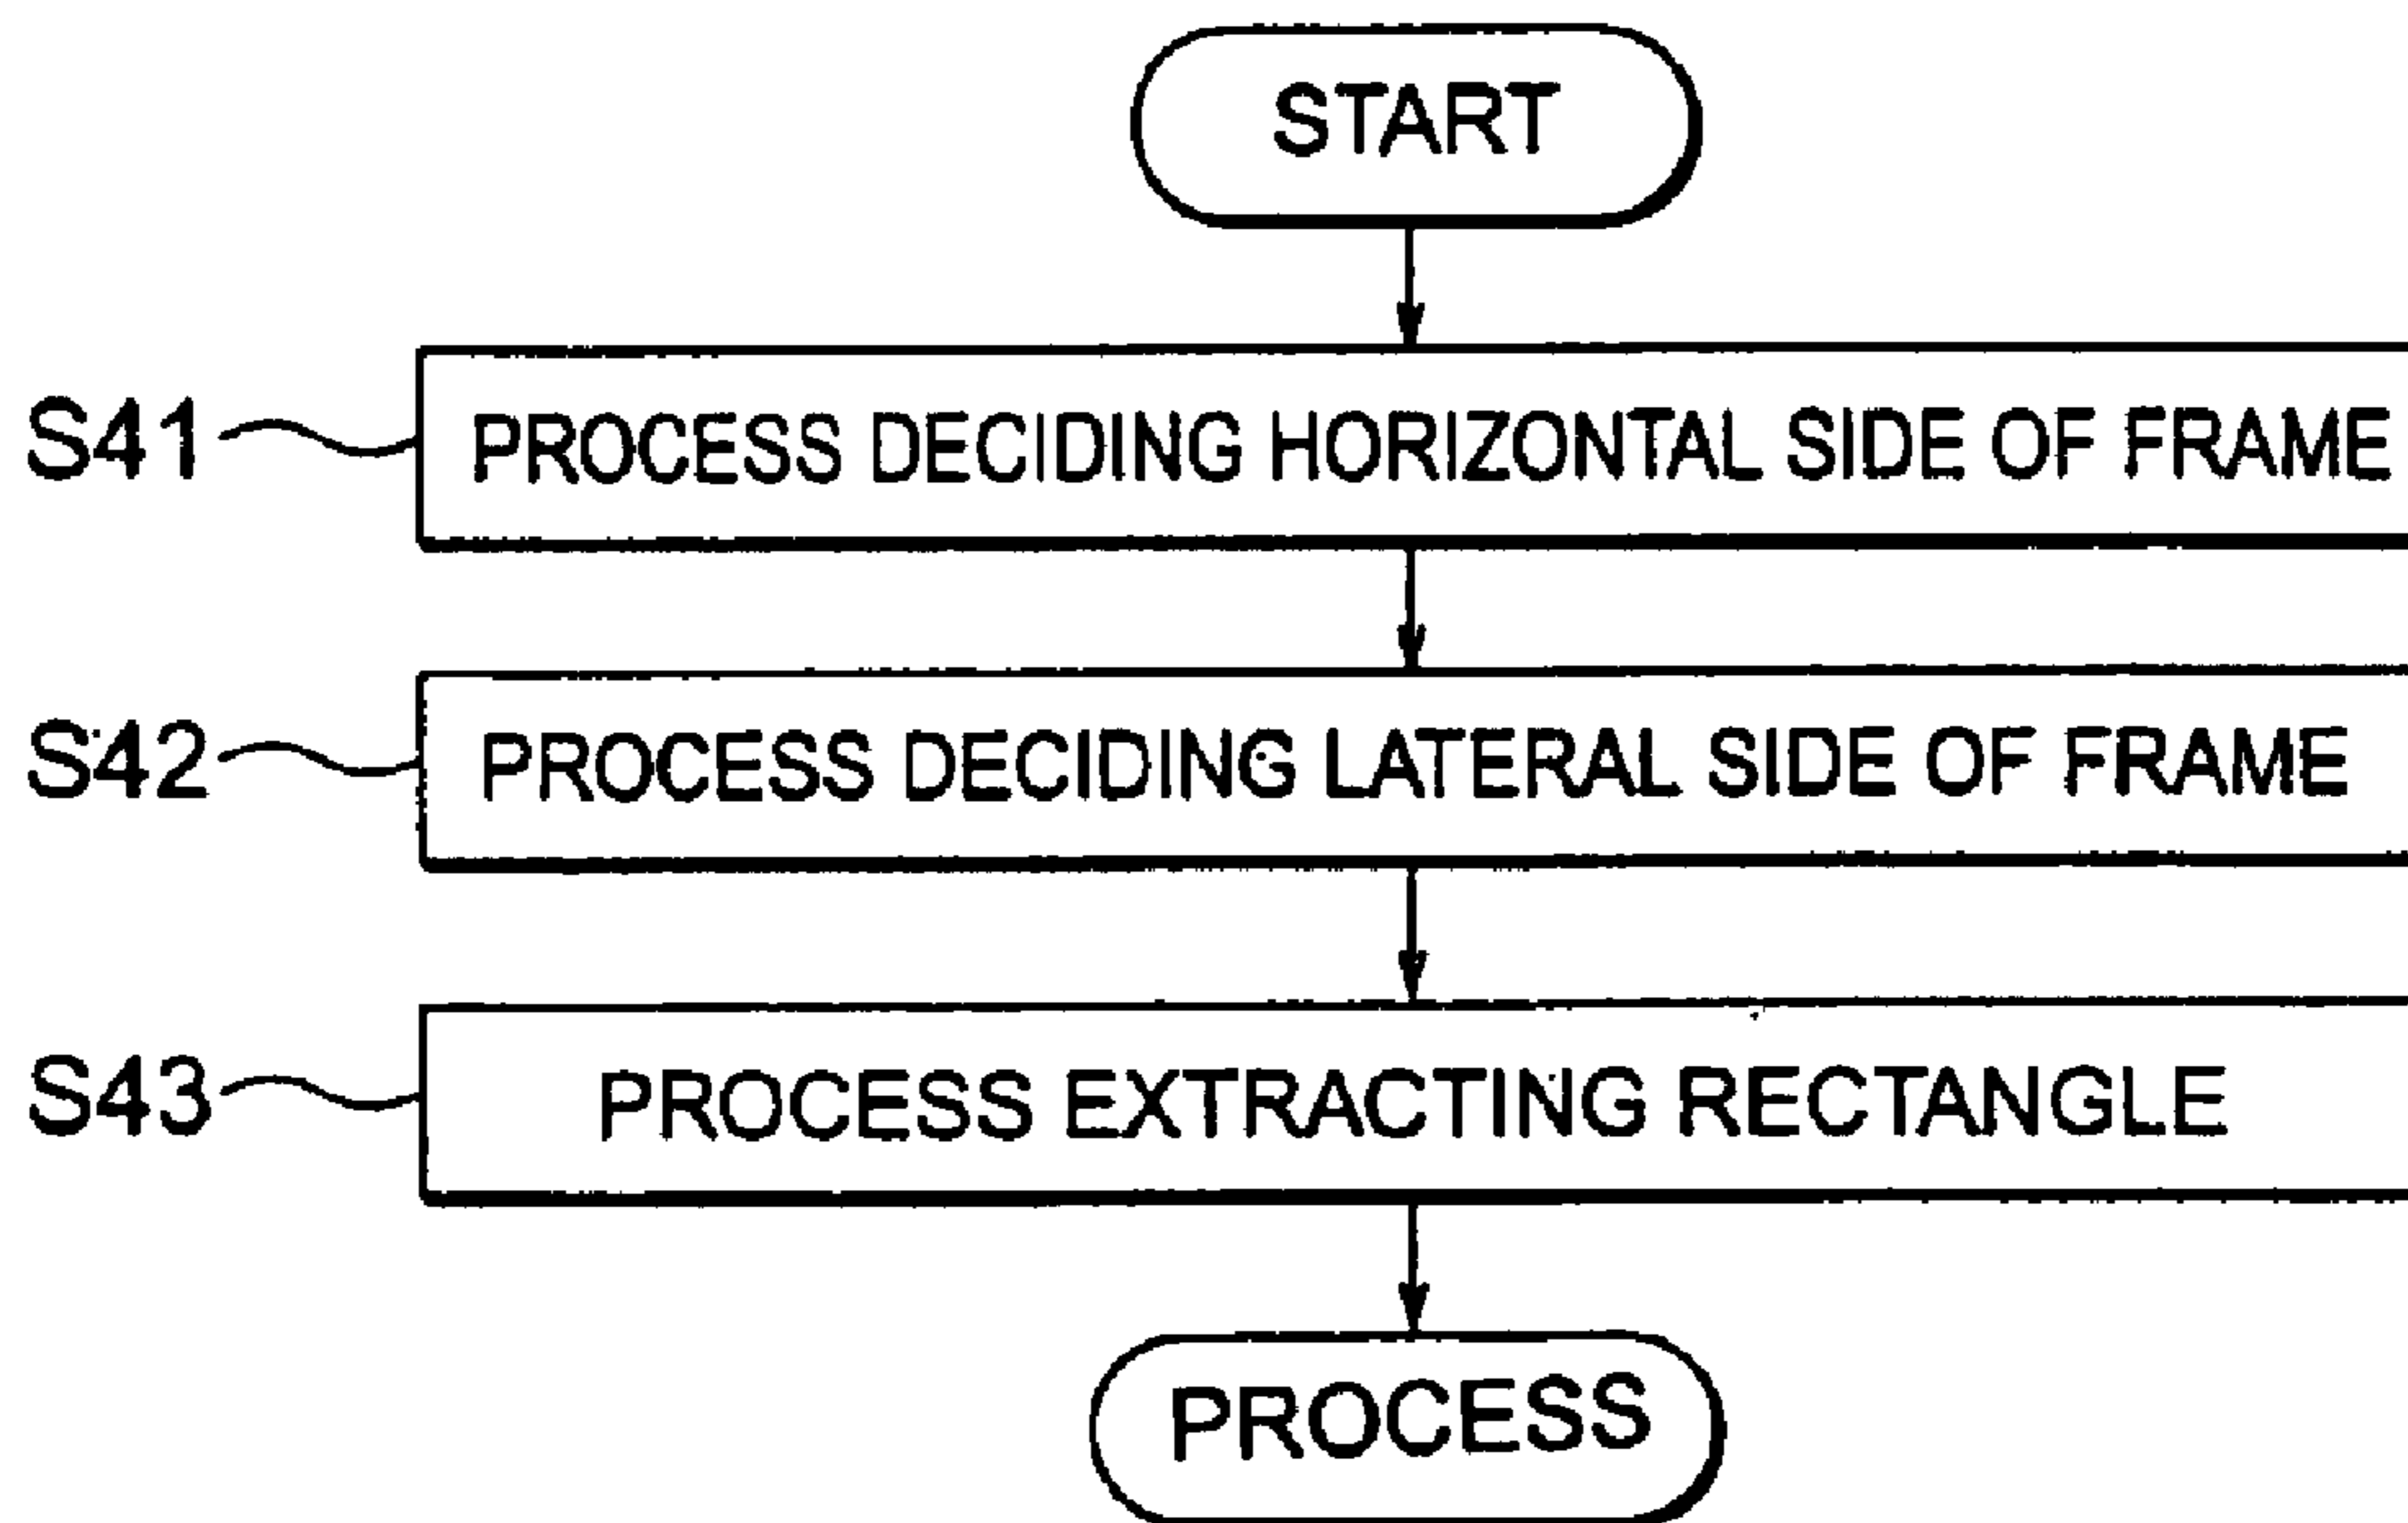 START
S41 PROCESS DECIDING HORIZONTAL SIDE OF FRAME
S42 PROCESS DECIDING LATERAL SIDE OF FRAME
S43 PROCESS EXTRACTING RECTANGLE
PROCESS